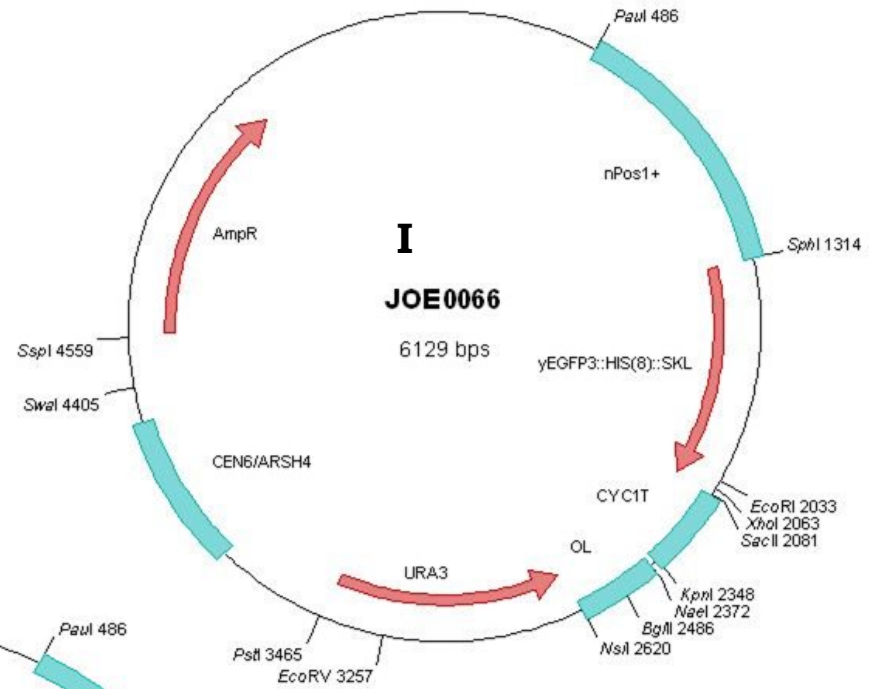 PauI 486
nPos1+
AmpR
I
SphI 1314
JOE0066
6129 bps
SspI 4559
yEGFP3::HIS(8)::SKL
SwaI 4405
CEN6/ARSH4
CYC1T
EcoRI 2033
XhoI 2063
SacII 2081
OL
URA3
KpnI 2348
NaeI 2372
BglII 2486
NsiI 2620
PauI 486
PstI 3465
EcoRV 3257